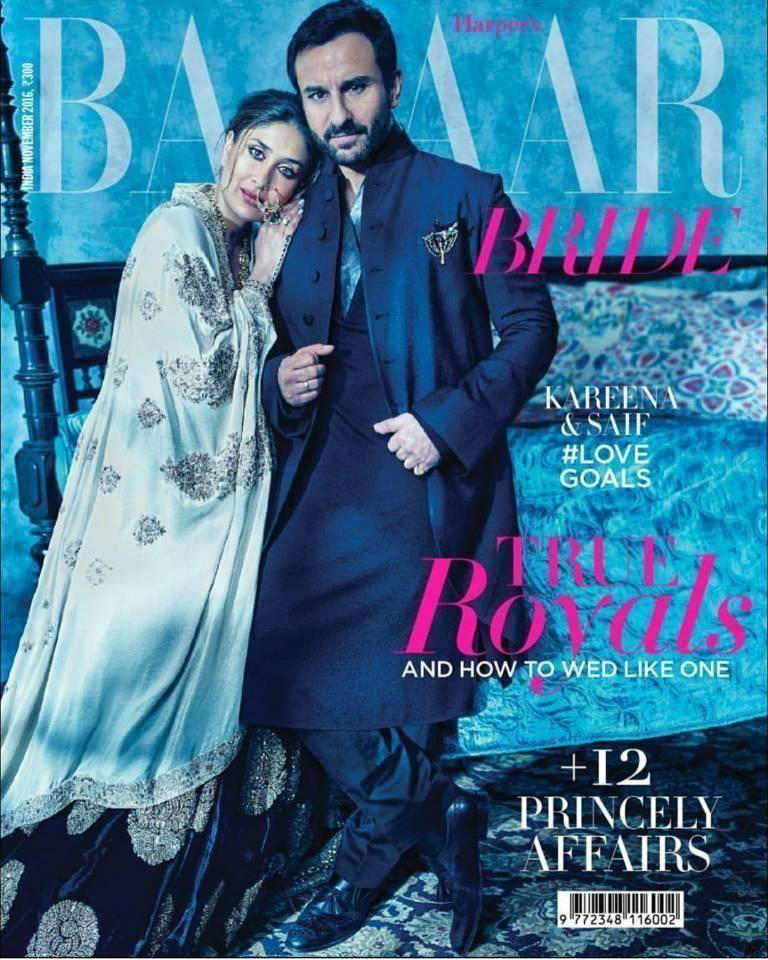 Harper's
BAZAAR
BRIDE
INDIA NOVEMBER 2016, ₹300
KAREENA
& SAIF
#LOVE
GOALS
TRUE
Royals
AND HOW TO WED LIKE ONE
+12
PRINCELY
AFFAIRS
9 772348 116002